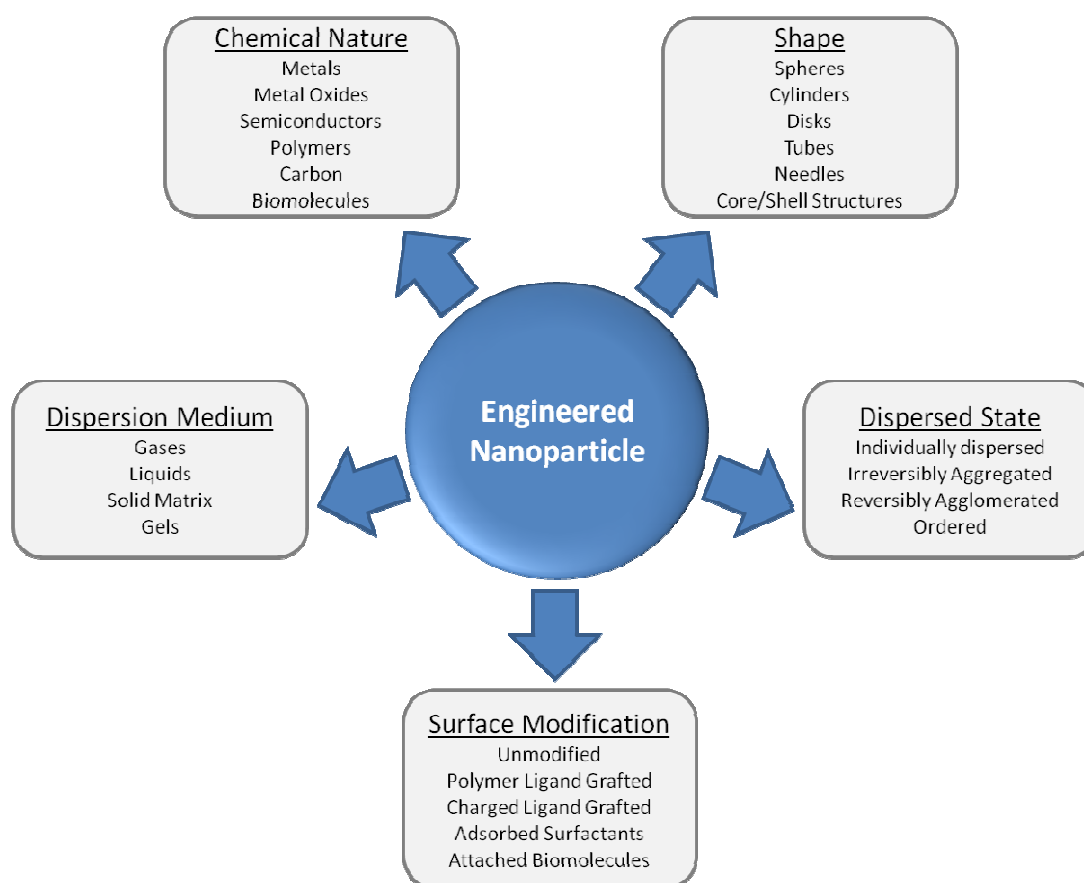 Chemical Nature
Metals
Metal Oxides
Semiconductors
Polymers
Carbon
Biomolecules
Shape
Spheres
Cylinders
Disks
Tubes
Needles
Core/Shell Structures
Engineered
Nanoparticle
Dispersion Medium
Gases
Liquids
Solid Matrix
Gels
Dispersed State
Individually dispersed
Irreversibly Aggregated
Reversibly Agglomerated
Ordered
Surface Modification
Unmodified
Polymer Ligand Grafted
Charged Ligand Grafted
Adsorbed Surfactants
Attached Biomolecules